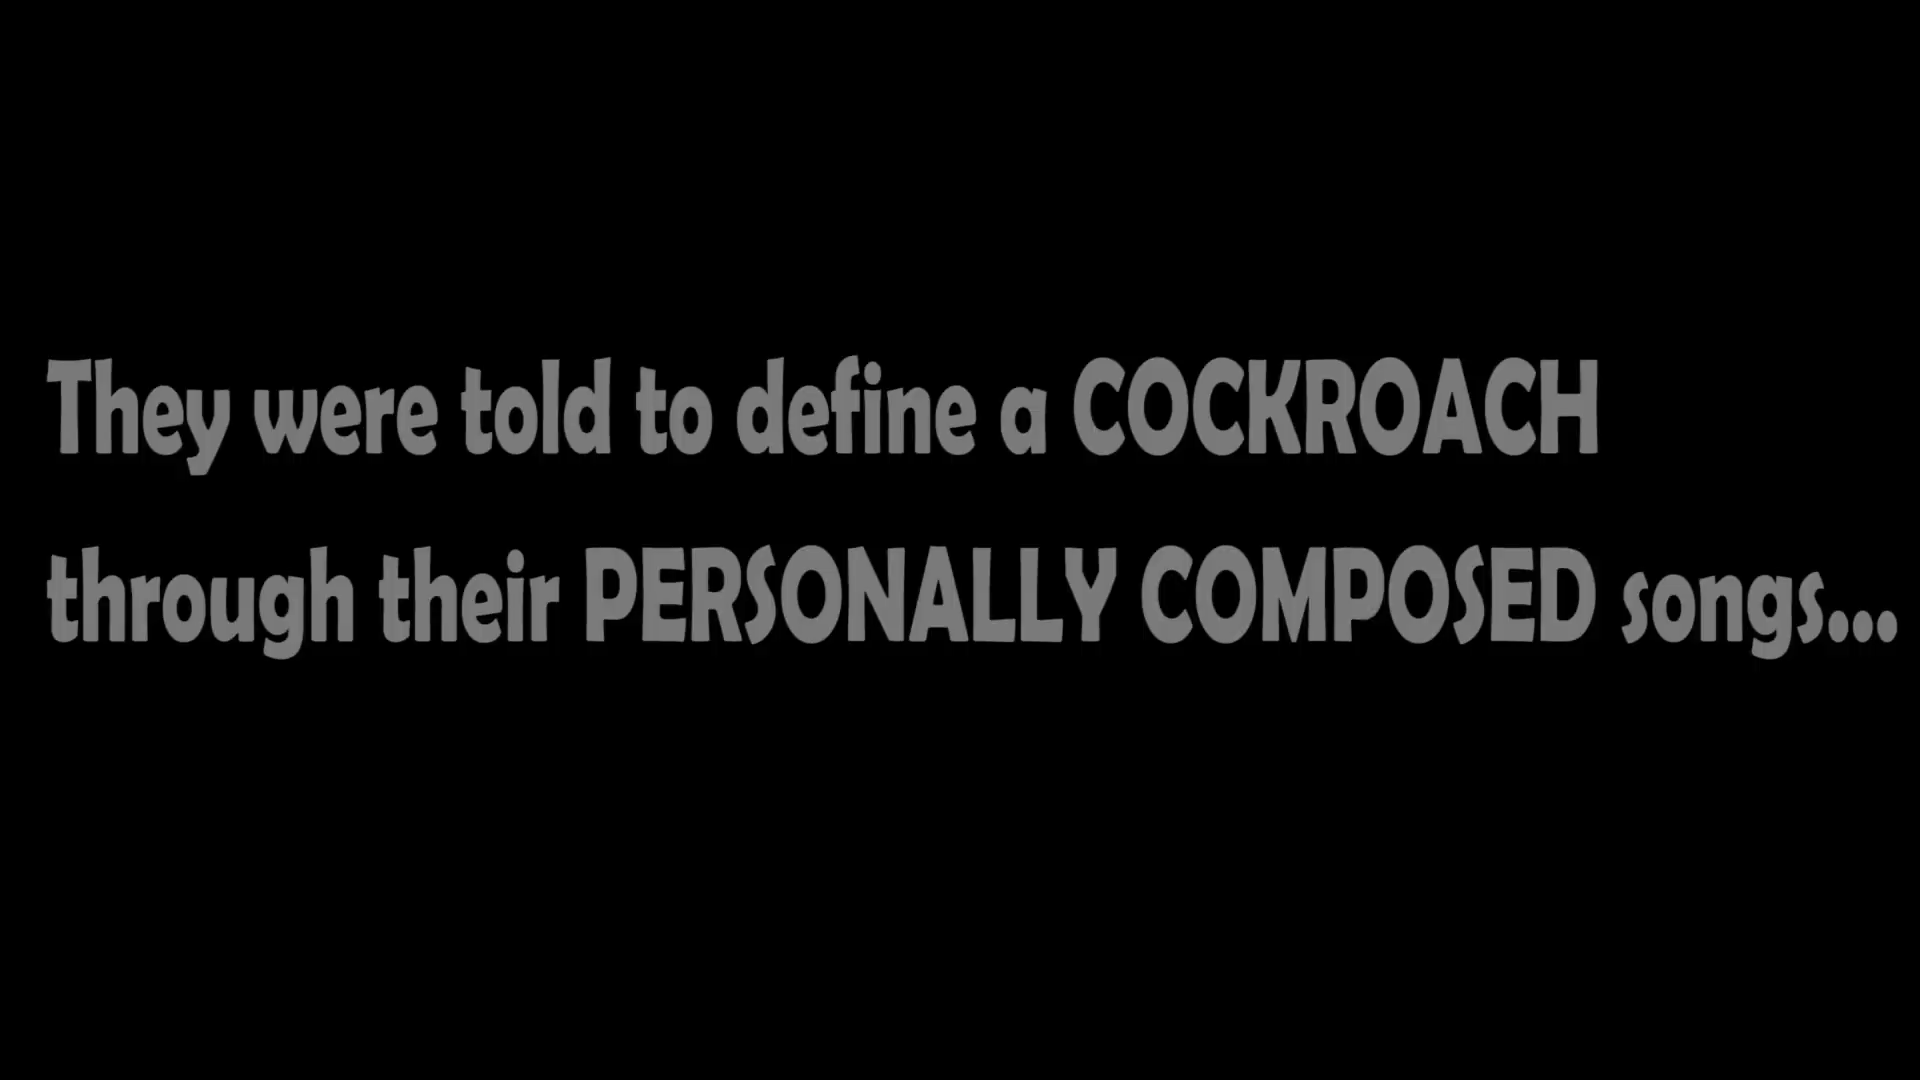 They were told to define a COCKROACH
through their PERSONALLY COMPOSED songs...